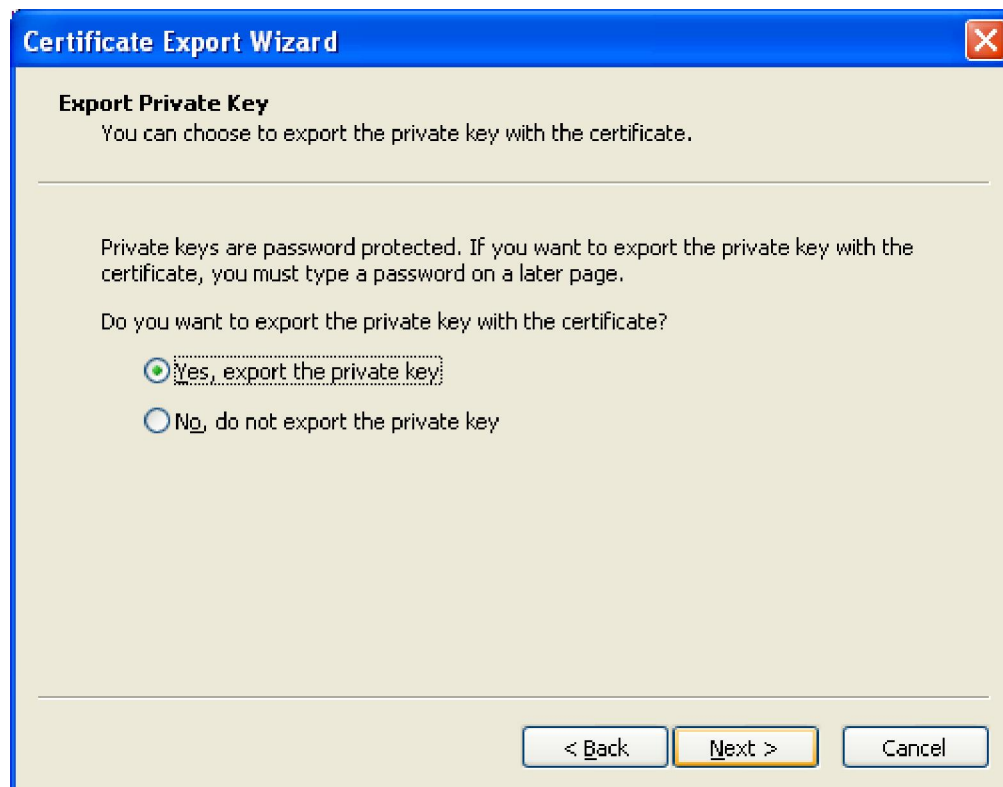 Certificate Export Wizard
Export Private Key
You can choose to export the private key with the certificate.
Private keys are password protected. If you want to export the private key with the
certificate, you must type a password on a later page.
Do you want to export the private key with the certificate?
Yes, export the private key
No, do not export the private key
< Back Next > Cancel